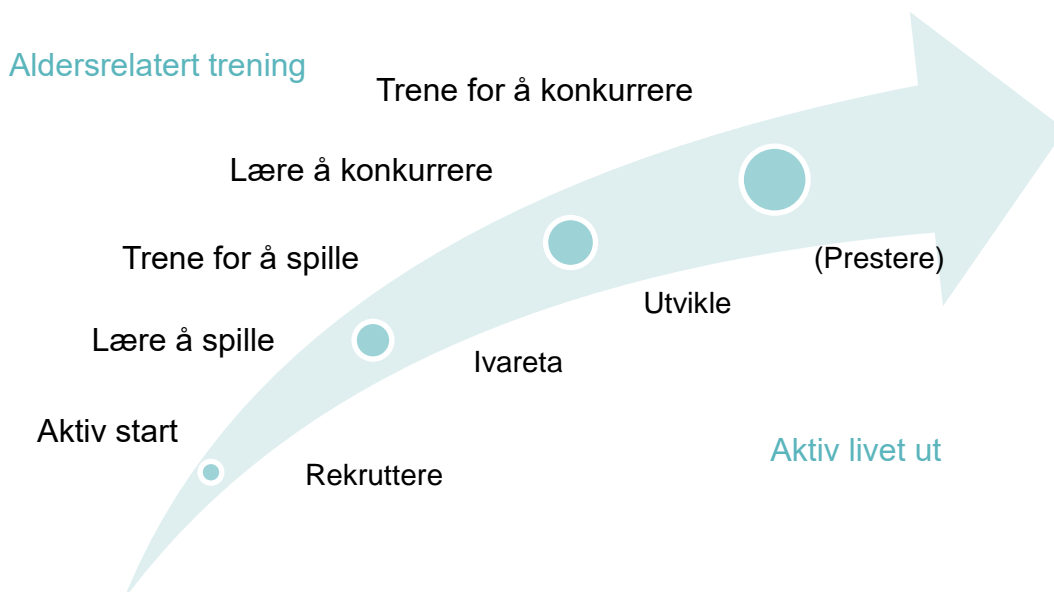 Aldersrelatert trening
Trene for å konkurrere
Lære å konkurrere
Trene for å spille
(Prestere)
Utvikle
Lære å spille
Ivareta
Aktiv start
Aktiv livet ut
Rekruttere